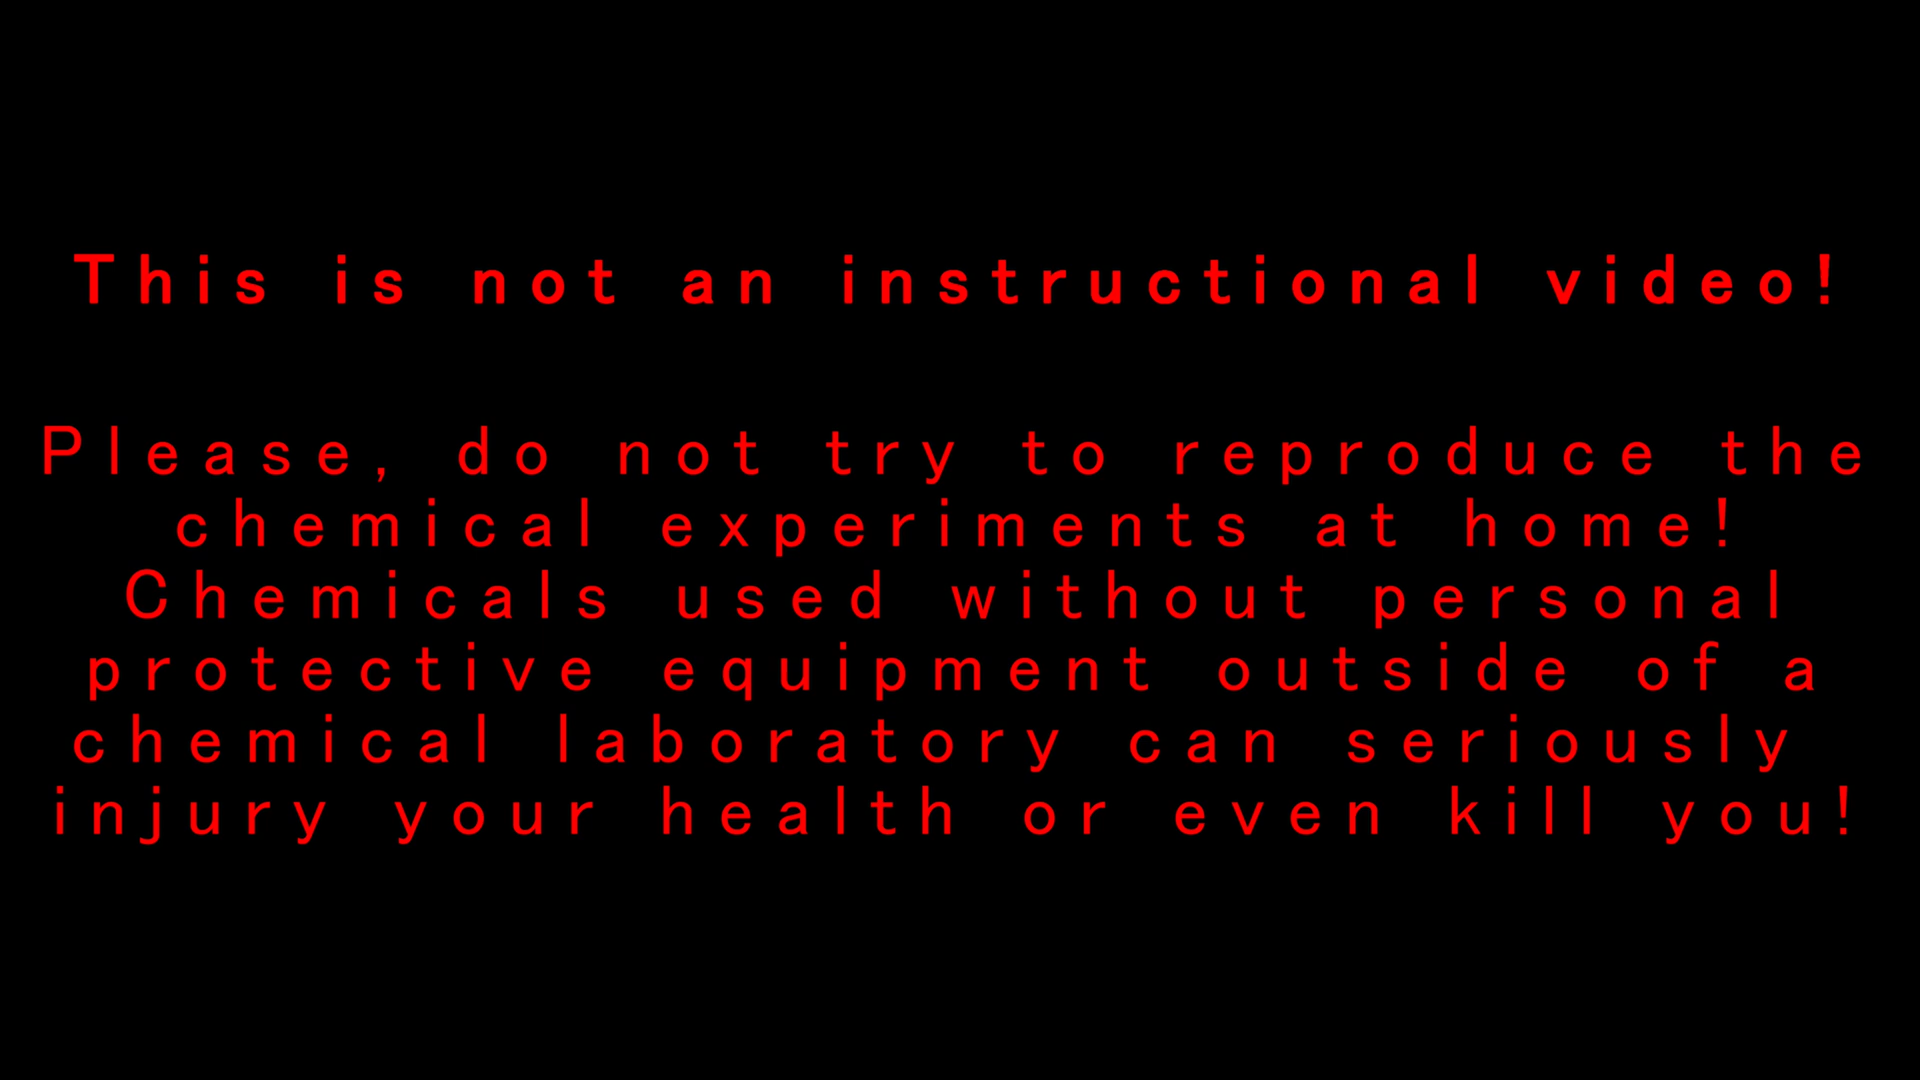 This is not an instructional video!
Please, do not try to reproduce the
chemical experiments at home!
Chemicals used without personal
protective equipment outside of a
chemical laboratory can seriously
injury your health or even kill you!